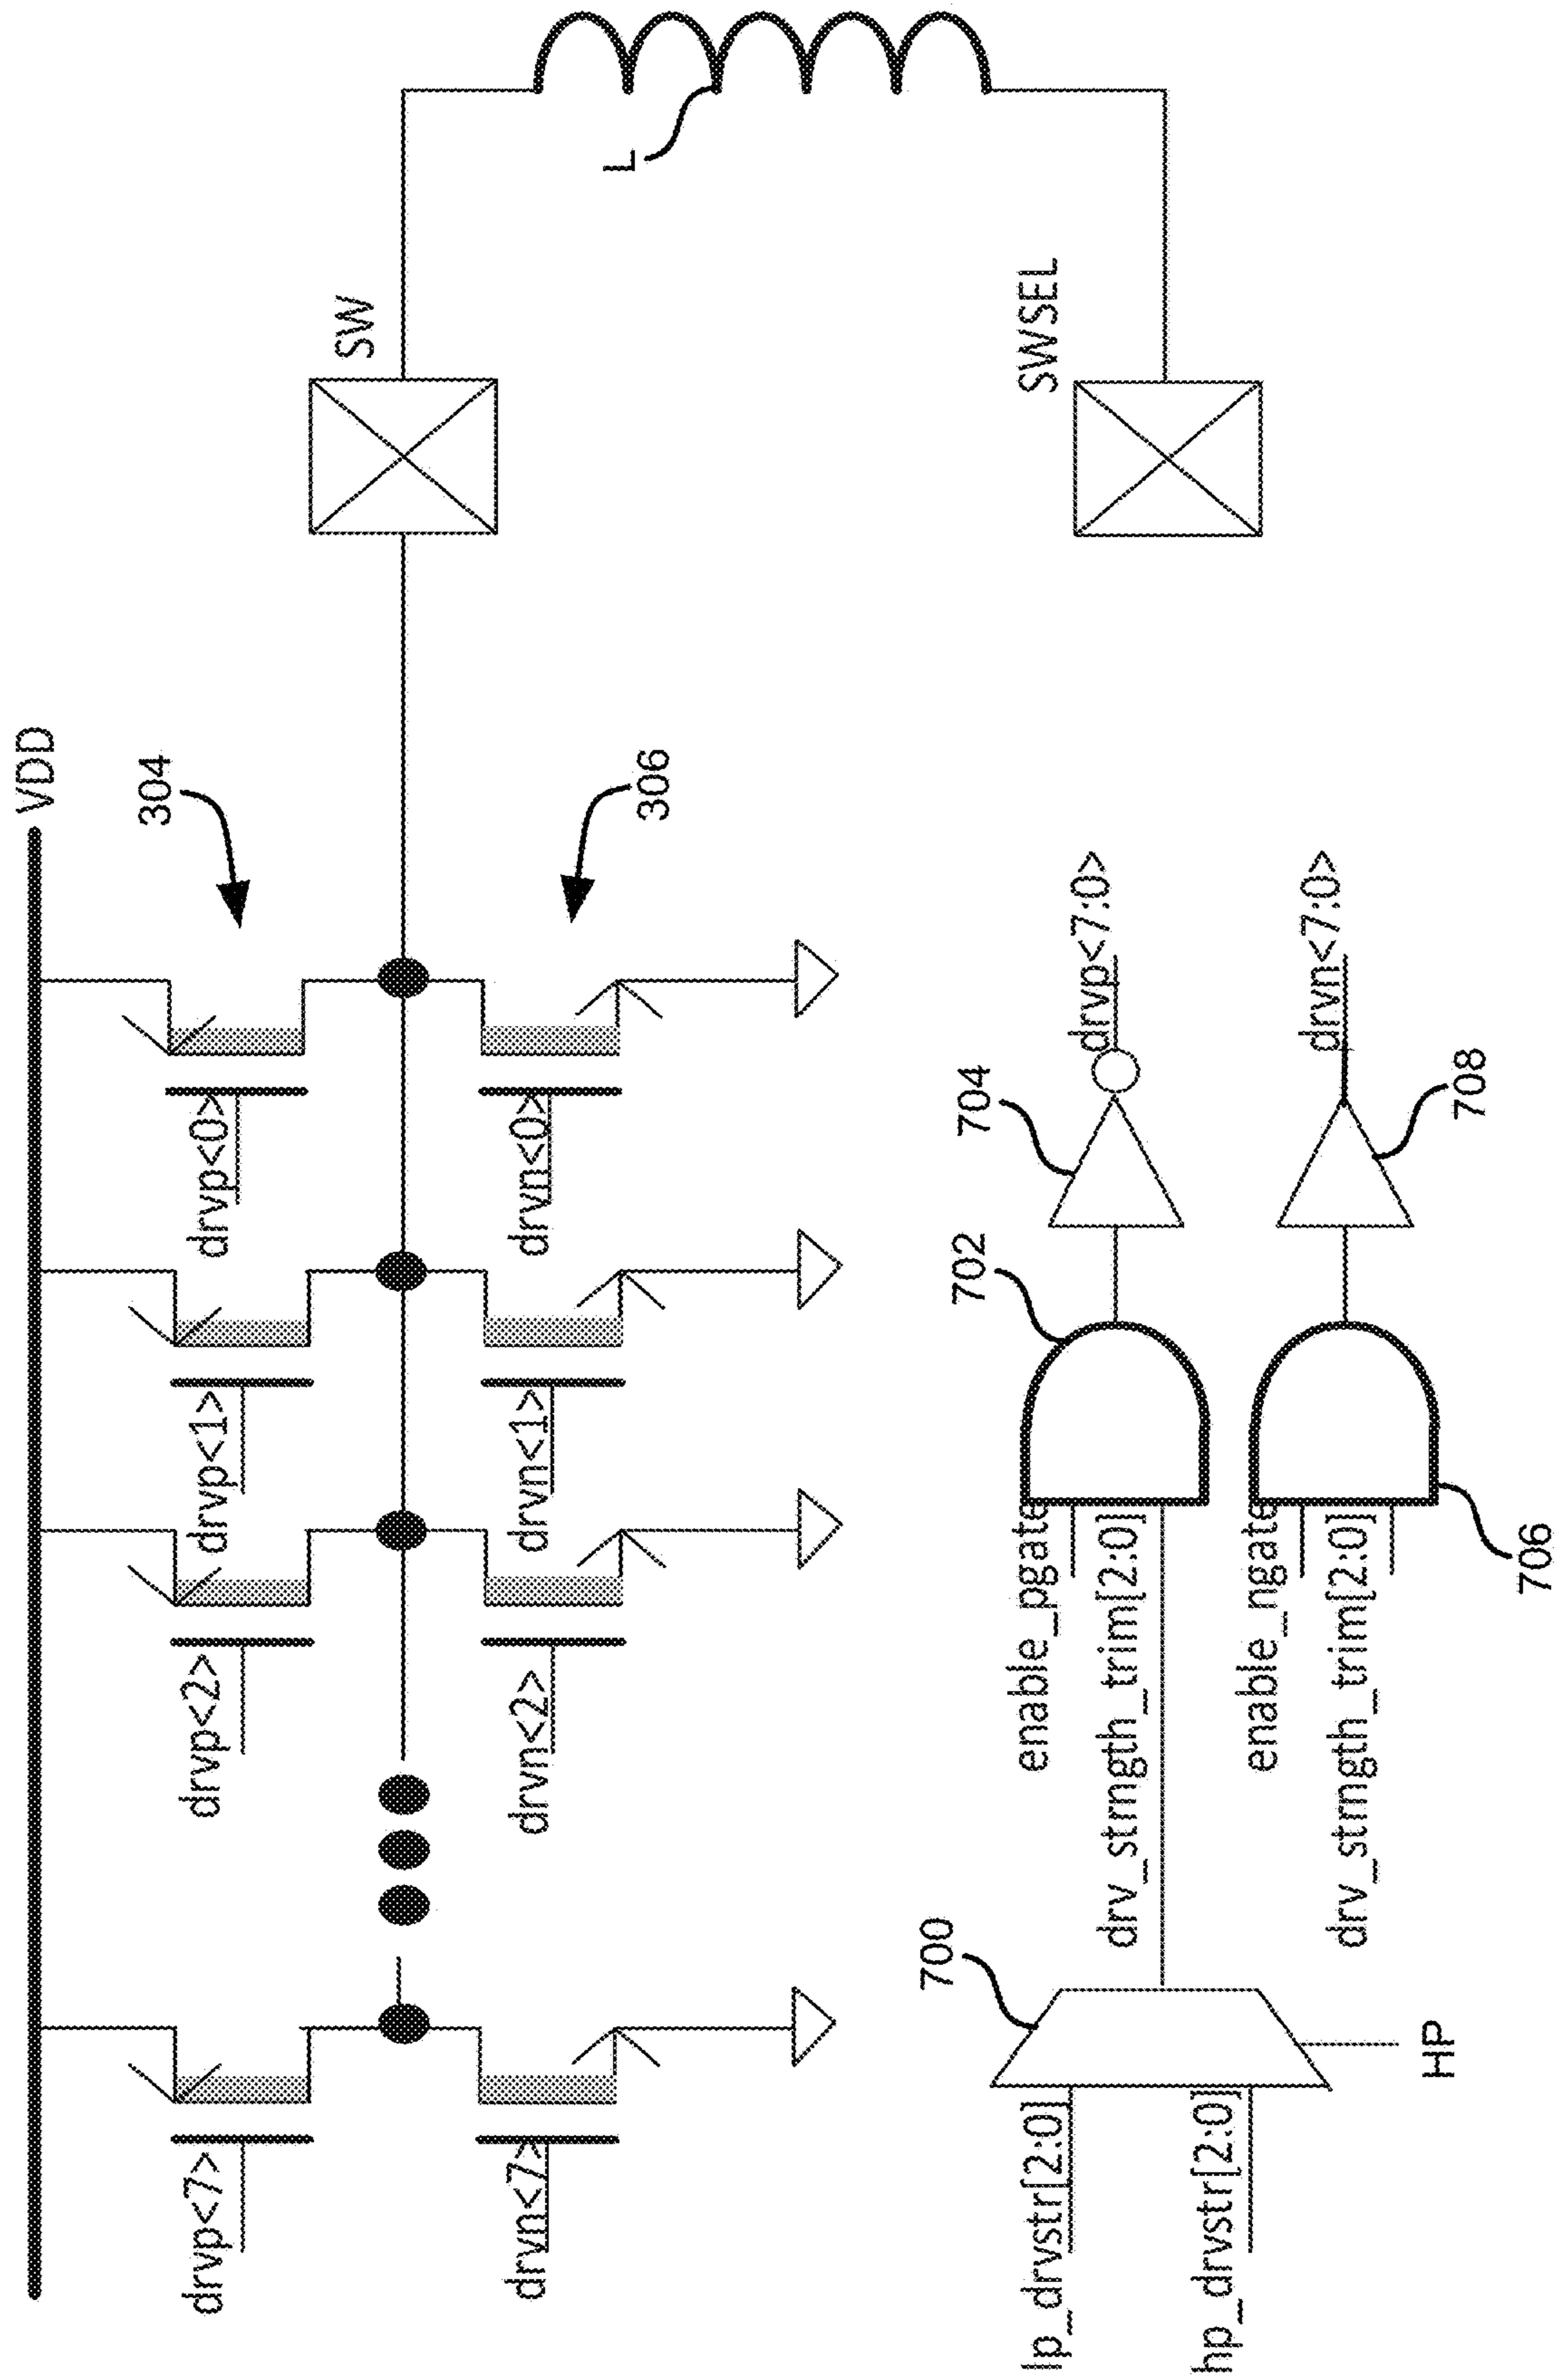 VDD
304
drvp<7>
drvp<2>
drvp<1>
drvp<0>
SW
L
drvn<7>
drvn<2>
drvn<1>
drvn<0>
306
SWSEL
700
lp_drvstr[2:0]
hp_drvstr[2:0]
HP
enable_pgate
drv_strngth_trim[2:0]
702
704
drvp<7:0>
enable_ngate
drv_strngth_trim[2:0]
706
708
drvn<7:0>